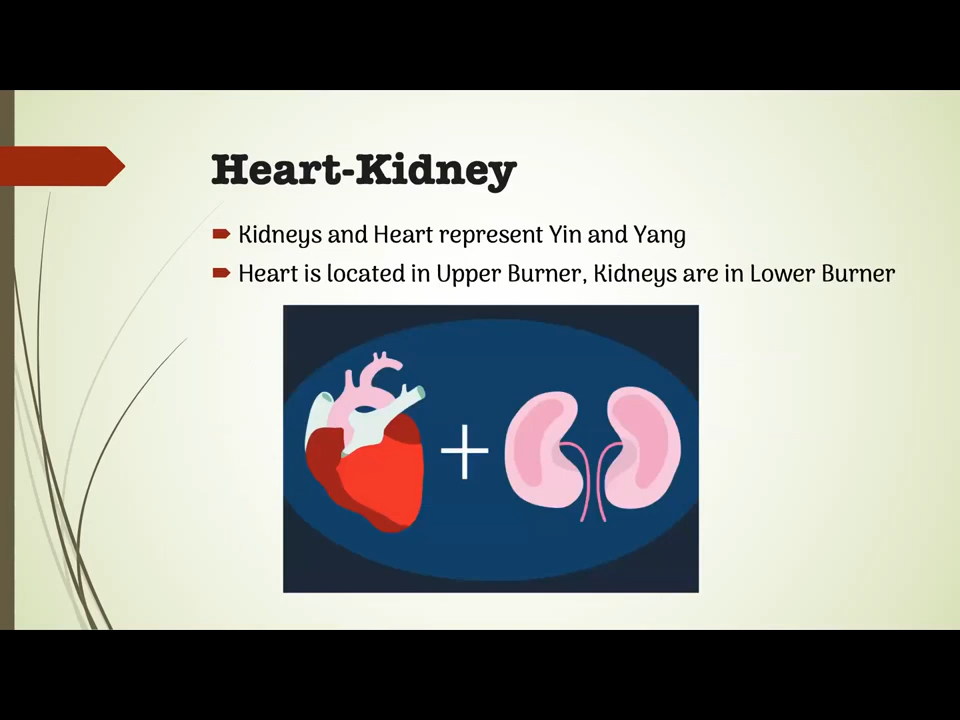 Heart-Kidney
Kidneys and Heart represent Yin and Yang
Heart is located in Upper Burner, Kidneys are in Lower Burner